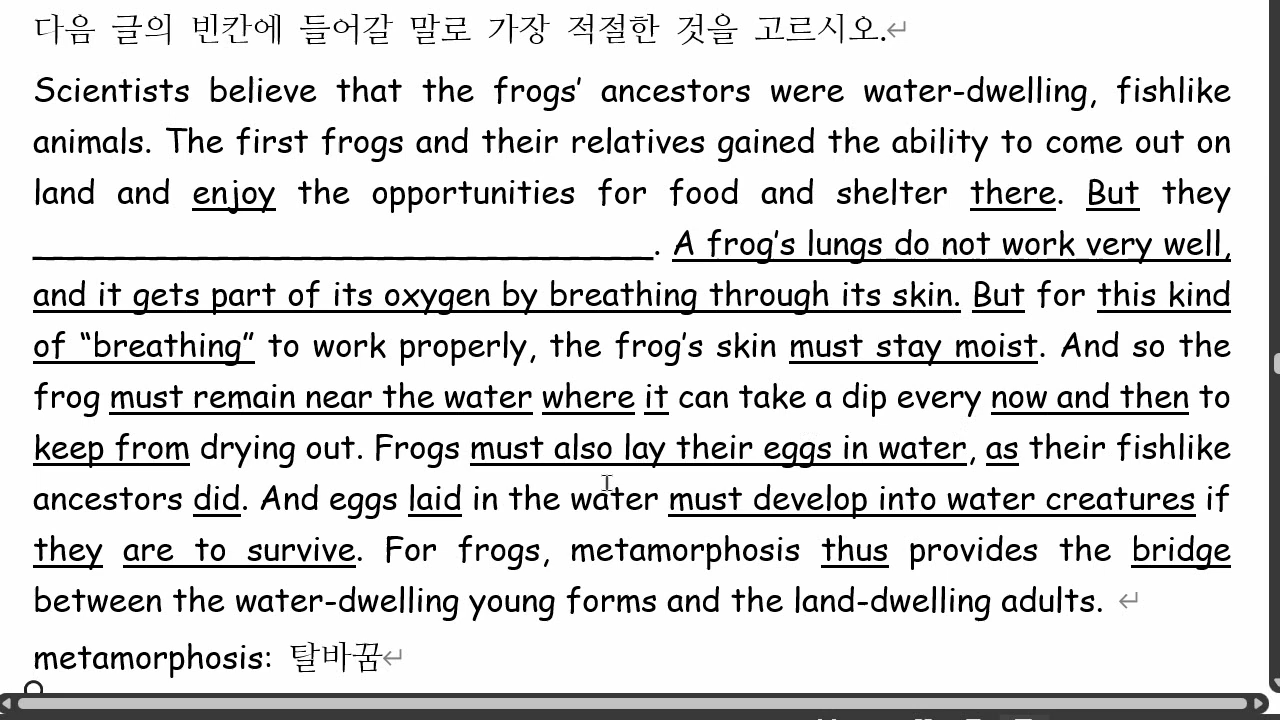 다음 글의 빈칸에 들어갈 말로 가장 적절한 것을 고르시오.↵
Scientists believe that the frogs’ ancestors were water-dwelling, fishlike
animals. The first frogs and their relatives gained the ability to come out on
land and enjoy the opportunities for food and shelter there. But they
_______________________________. A frog’s lungs do not work very well,
and it gets part of its oxygen by breathing through its skin. But for this kind
of “breathing” to work properly, the frog’s skin must stay moist. And so the
frog must remain near the water where it can take a dip every now and then to
keep from drying out. Frogs must also lay their eggs in water, as their fishlike
ancestors did. And eggs laid in the water must develop into water creatures if
they are to survive. For frogs, metamorphosis thus provides the bridge
between the water-dwelling young forms and the land-dwelling adults. ↵
metamorphosis: 탈바꿈↵